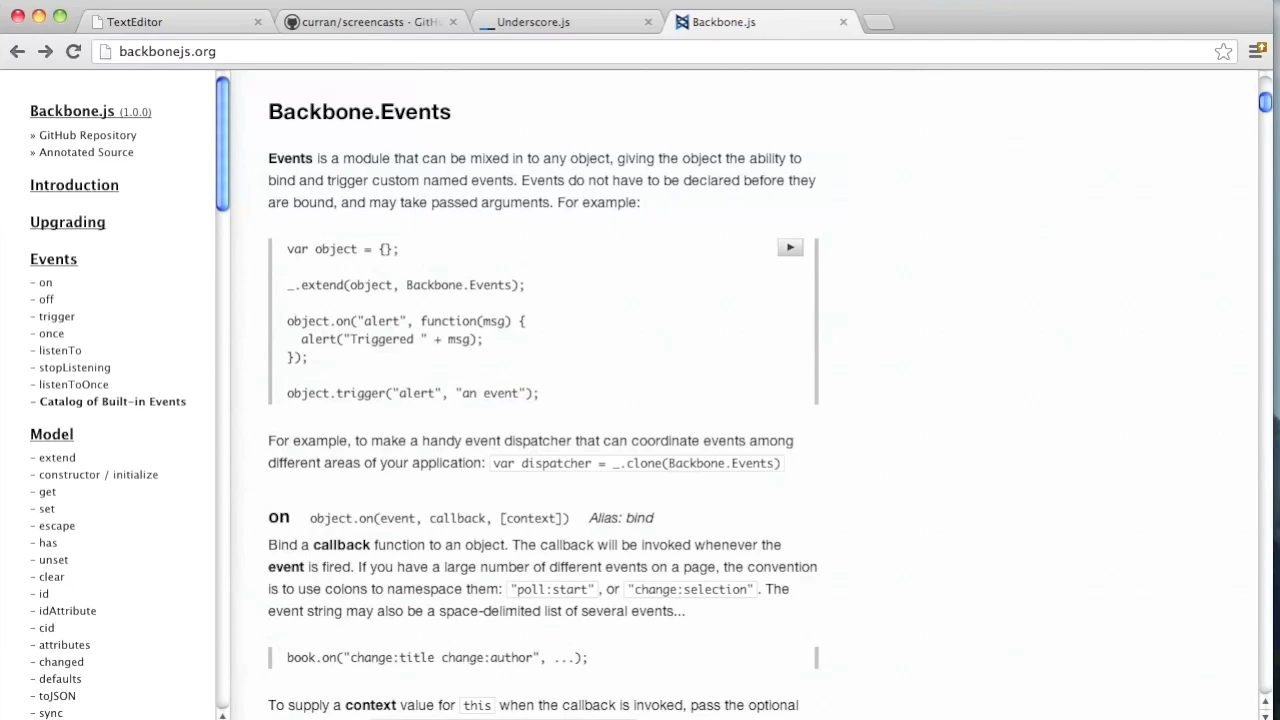 TextEditor
curran/screencasts · GitHu
Underscore.js
Backbone.js
backbonejs.org
Backbone.js (1.0.0)
» GitHub Repository
» Annotated Source
Introduction
Upgrading
Events
– on
– off
– trigger
– once
– listenTo
– stopListening
– listenToOnce
– Catalog of Built-in Events
Model
– extend
– constructor / initialize
– get
– set
– escape
– has
– unset
– clear
– id
– idAttribute
– cid
– attributes
– changed
– defaults
– toJSON
– sync
Backbone.Events
Events is a module that can be mixed in to any object, giving the object the ability to
bind and trigger custom named events. Events do not have to be declared before they
are bound, and may take passed arguments. For example:
var object = {};
_.extend(object, Backbone.Events);
object.on("alert", function(msg) {
alert("Triggered " + msg);
});
object.trigger("alert", "an event");
For example, to make a handy event dispatcher that can coordinate events among
different areas of your application: var dispatcher = _.clone(Backbone.Events)
on object.on(event, callback, [context]) Alias: bind
Bind a callback function to an object. The callback will be invoked whenever the
event is fired. If you have a large number of different events on a page, the convention
is to use colons to namespace them: "poll:start", or "change:selection". The
event string may also be a space-delimited list of several events...
book.on("change:title change:author", ...);
To supply a context value for this when the callback is invoked, pass the optional